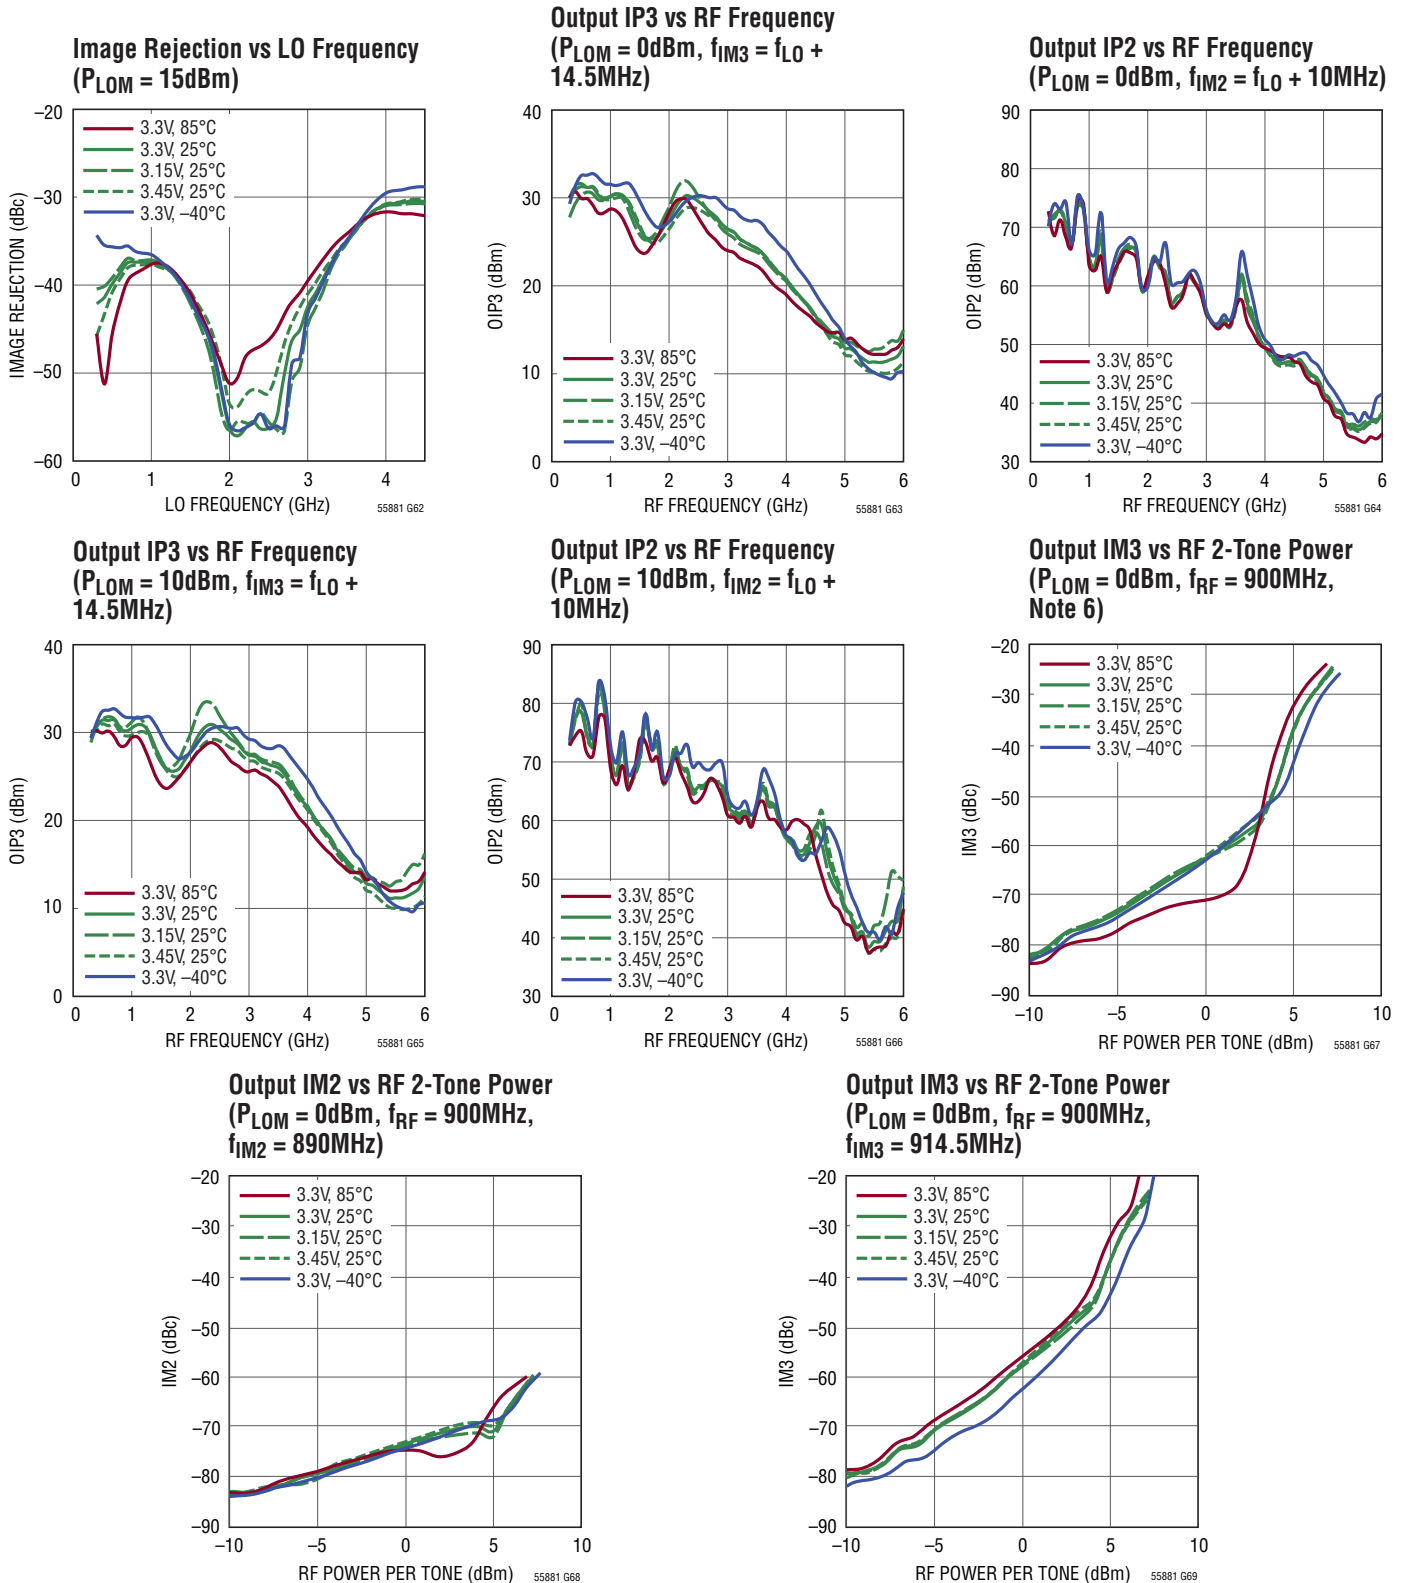 Image Rejection vs LO Frequency
(PLOM = 15dBm)
–20
–30
–40
–50
–60
IMAGE REJECTION (dBc)
3.3V, 85°C
3.3V, 25°C
3.15V, 25°C
3.45V, 25°C
3.3V, –40°C
0 1 2 3 4
LO FREQUENCY (GHz)
55881 G62
Output IP3 vs RF Frequency
(PLOM = 0dBm, fIM3 = fLO +
14.5MHz)
40
30
20
10
0
OIP3 (dBm)
3.3V, 85°C
3.3V, 25°C
3.15V, 25°C
3.45V, 25°C
3.3V, –40°C
0 1 2 3 4 5 6
RF FREQUENCY (GHz)
55881 G63
Output IP2 vs RF Frequency
(PLOM = 0dBm, fIM2 = fLO + 10MHz)
90
80
70
60
50
40
30
OIP2 (dBm)
3.3V, 85°C
3.3V, 25°C
3.15V, 25°C
3.45V, 25°C
3.3V, –40°C
0 1 2 3 4 5 6
RF FREQUENCY (GHz)
55881 G64
Output IP3 vs RF Frequency
(PLOM = 10dBm, fIM3 = fLO +
14.5MHz)
40
30
20
10
0
OIP3 (dBm)
3.3V, 85°C
3.3V, 25°C
3.15V, 25°C
3.45V, 25°C
3.3V, –40°C
0 1 2 3 4 5 6
RF FREQUENCY (GHz)
55881 G65
Output IP2 vs RF Frequency
(PLOM = 10dBm, fIM2 = fLO +
10MHz)
90
80
70
60
50
40
30
OIP2 (dBm)
3.3V, 85°C
3.3V, 25°C
3.15V, 25°C
3.45V, 25°C
3.3V, –40°C
0 1 2 3 4 5 6
RF FREQUENCY (GHz)
55881 G66
Output IM3 vs RF 2-Tone Power
(PLOM = 0dBm, fRF = 900MHz,
Note 6)
–20
–30
–40
–50
–60
–70
–80
–90
IM3 (dBc)
3.3V, 85°C
3.3V, 25°C
3.15V, 25°C
3.45V, 25°C
3.3V, –40°C
–10 –5 0 5 10
RF POWER PER TONE (dBm)
55881 G67
Output IM2 vs RF 2-Tone Power
(PLOM = 0dBm, fRF = 900MHz,
fIM2 = 890MHz)
–20
–30
–40
–50
–60
–70
–80
–90
IM2 (dBc)
3.3V, 85°C
3.3V, 25°C
3.15V, 25°C
3.45V, 25°C
3.3V, –40°C
–10 –5 0 5 10
RF POWER PER TONE (dBm)
55881 G68
Output IM3 vs RF 2-Tone Power
(PLOM = 0dBm, fRF = 900MHz,
fIM3 = 914.5MHz)
–20
–30
–40
–50
–60
–70
–80
–90
IM3 (dBc)
3.3V, 85°C
3.3V, 25°C
3.15V, 25°C
3.45V, 25°C
3.3V, –40°C
–10 –5 0 5 10
RF POWER PER TONE (dBm)
55881 G69